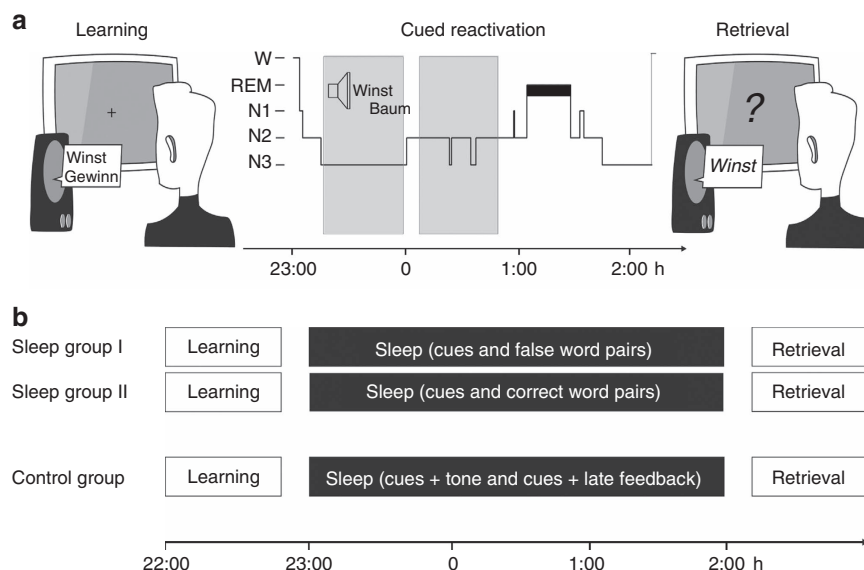 a
Learning
Cued reactivation
Retrieval
W
REM
N1
N2
N3
Winst
Baum
+
Winst
Gewinn
?
Winst
23:00
0
1:00
2:00 h
b
Sleep group I
Learning
Sleep (cues and false word pairs)
Retrieval
Sleep group II
Learning
Sleep (cues and correct word pairs)
Retrieval
Control group
Learning
Sleep (cues + tone and cues + late feedback)
Retrieval
22:00
23:00
0
1:00
2:00 h